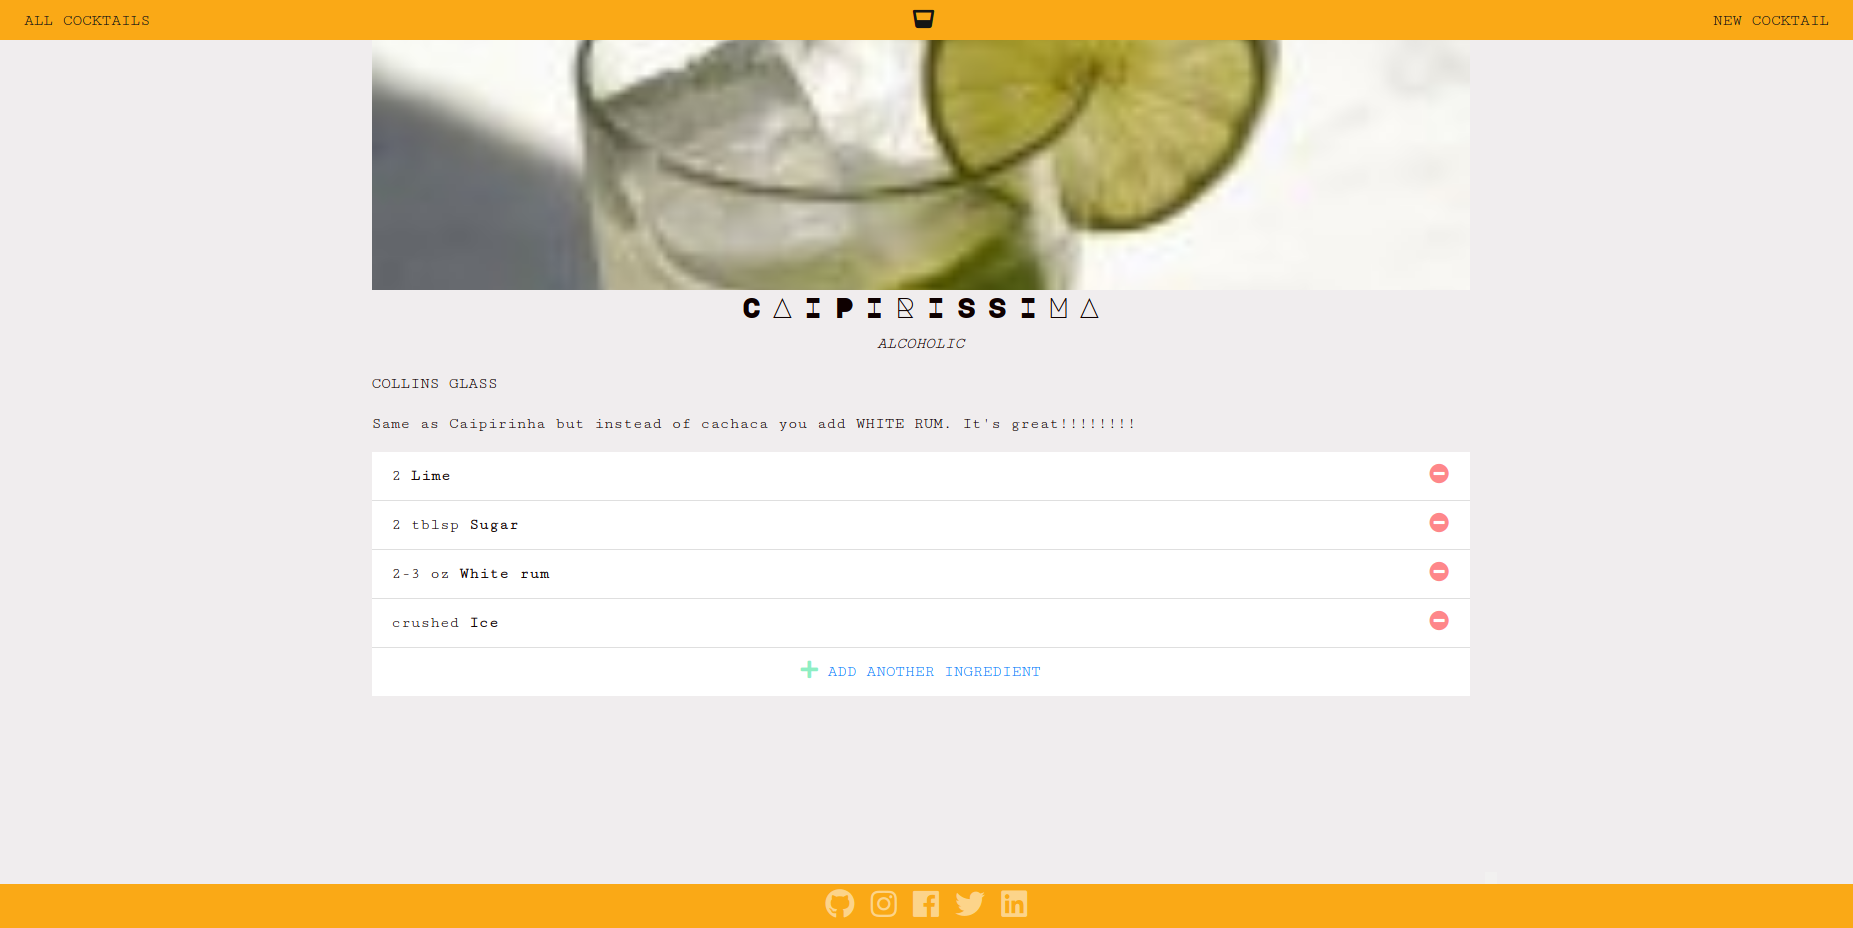 ALL COCKTAILS
NEW COCKTAIL
CAIPIRISSIMA
ALCOHOLIC
COLLINS GLASS
Same as Caipirinha but instead of cachaca you add WHITE RUM. It's great!!!!!!!!
2 Lime
2 tblsp Sugar
2-3 oz White rum
crushed Ice
ADD ANOTHER INGREDIENT